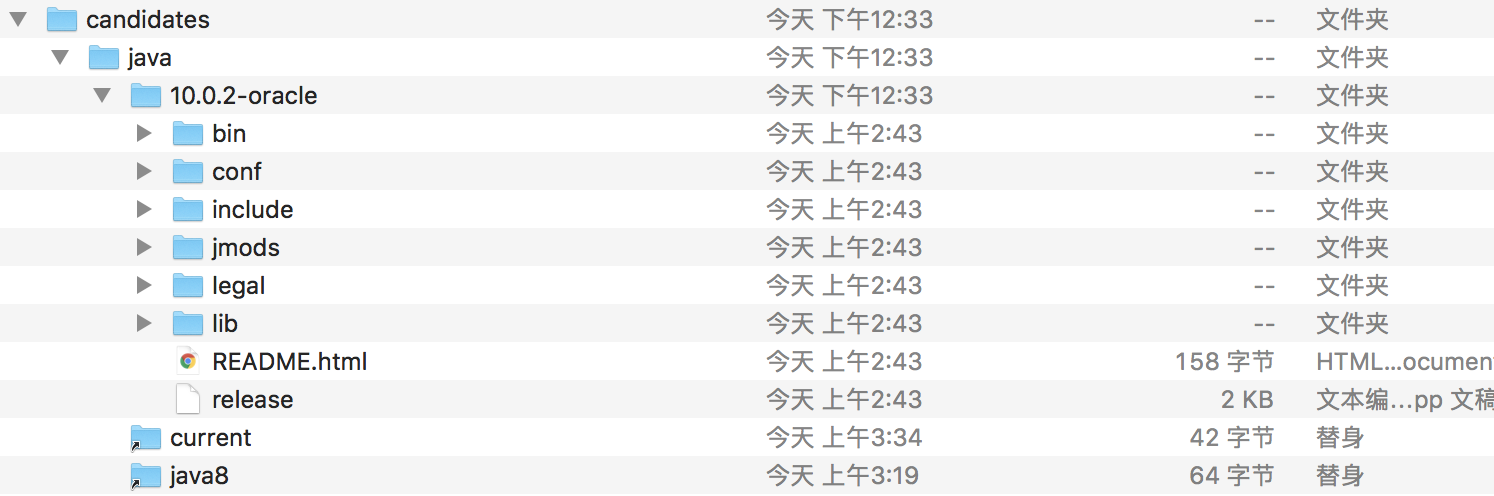 candidates 今天 下午12:33 -- 文件夹
java 今天 下午12:33 -- 文件夹
10.0.2-oracle 今天 下午12:33 -- 文件夹
bin 今天 上午2:43 -- 文件夹
conf 今天 上午2:43 -- 文件夹
include 今天 上午2:43 -- 文件夹
jmods 今天 上午2:43 -- 文件夹
legal 今天 上午2:43 -- 文件夹
lib 今天 上午2:43 -- 文件夹
README.html 今天 上午2:43 158 字节 HTML...ocument
release 今天 上午2:43 2 KB 文本编...pp 文稿
current 今天 上午3:34 42 字节 替身
java8 今天 上午3:19 64 字节 替身